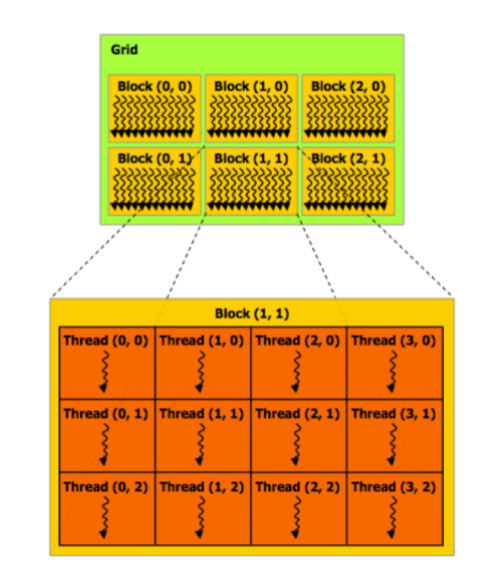 Grid
Block (0, 0) Block (1, 0) Block (2, 0)
Block (0, 1) Block (1, 1) Block (2, 1)
Block (1, 1)
Thread (0, 0) Thread (1, 0) Thread (2, 0) Thread (3, 0)
Thread (0, 1) Thread (1, 1) Thread (2, 1) Thread (3, 1)
Thread (0, 2) Thread (1, 2) Thread (2, 2) Thread (3, 2)